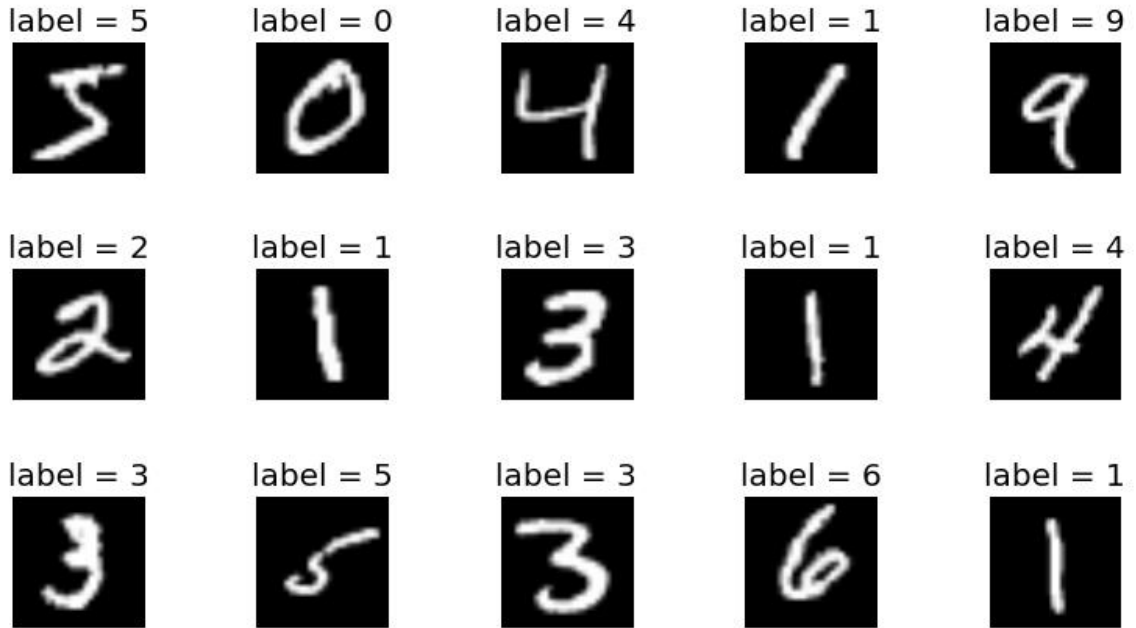 label = 5 label = 0 label = 4 label = 1 label = 9
5 0 4 1 9
label = 2 label = 1 label = 3 label = 1 label = 4
2 1 3 1 4
label = 3 label = 5 label = 3 label = 6 label = 1
3 5 3 6 1